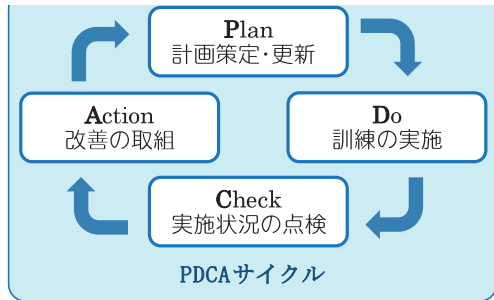 Plan
計画策定・更新
Action
改善の取組
Do
訓練の実施
Check
実施状況の点検
PDCAサイクル